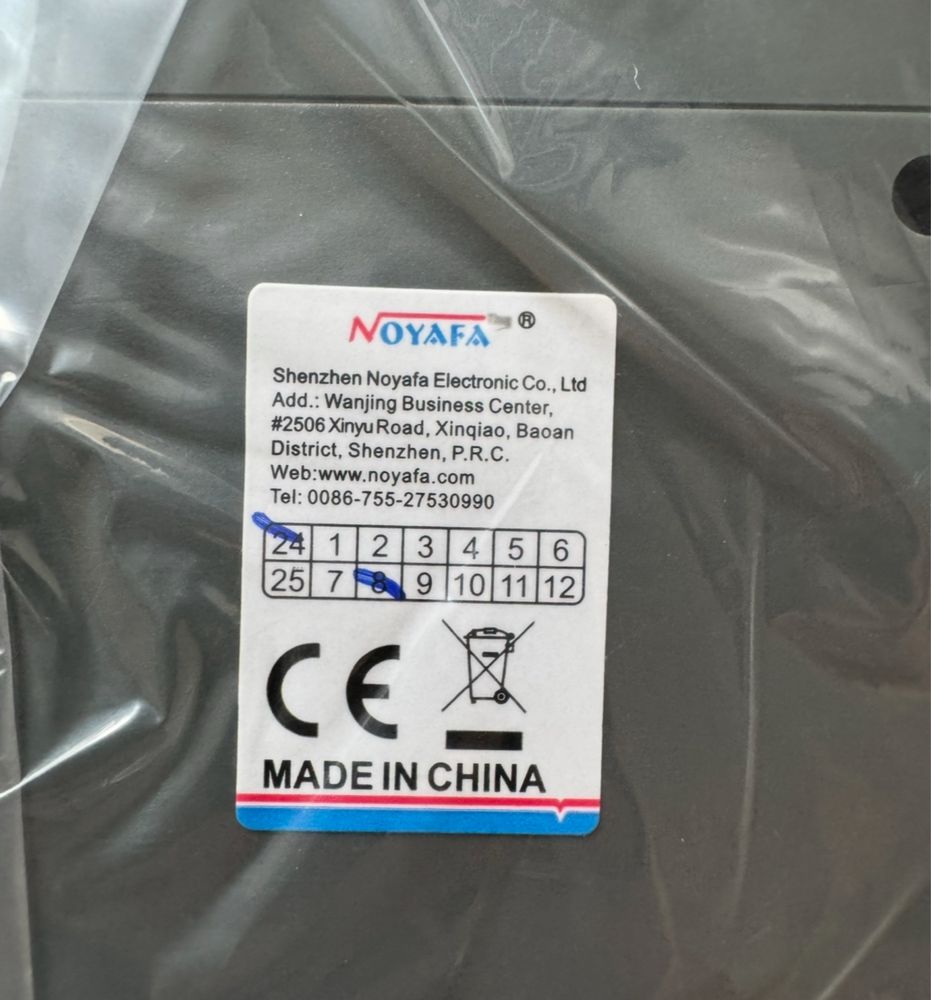 NOYAFA ®
Shenzhen Noyafa Electronic Co., Ltd
Add.: Wanjing Business Center,
#2506 XinyuRoad, Xinqiao, Baoan
District, Shenzhen, P.R.C.
Web:www.noyafa.com
Tel: 0086-755-27530990
24 1 2 3 4 5 6
25 7 8 9 10 11 12
CE
MADE IN CHINA